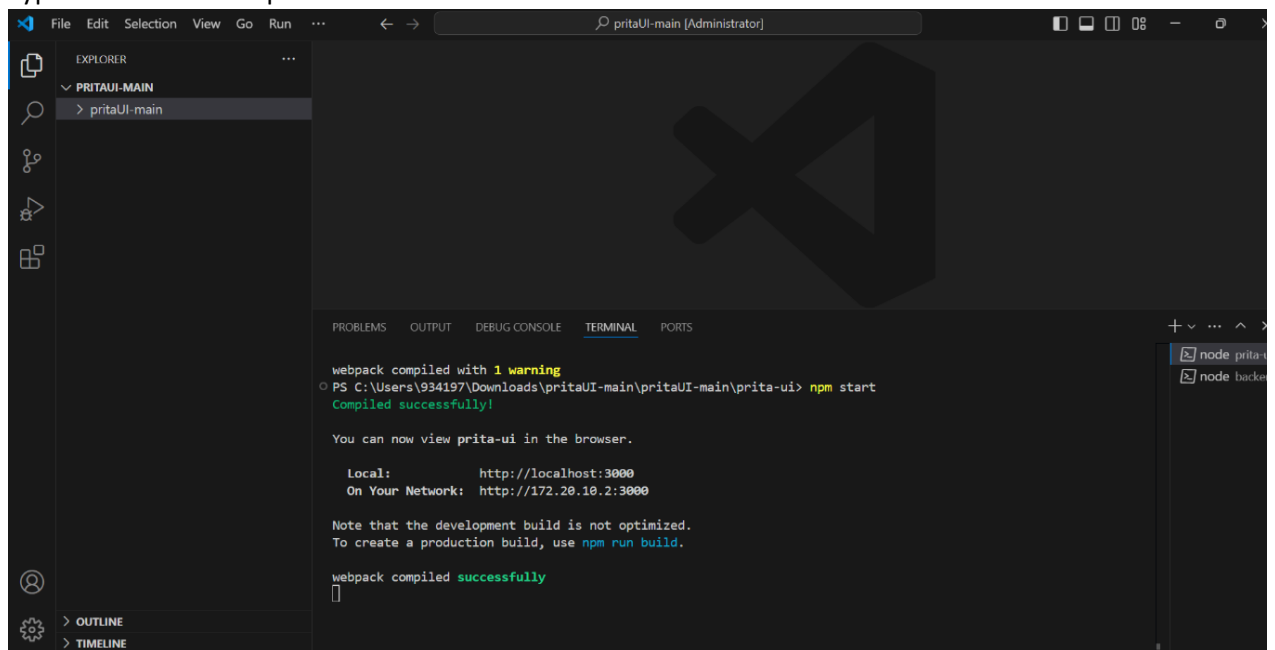 File Edit Selection View Go Run ··· ← → pritaUI-main [Administrator]
EXPLORER ···
PRITAUI-MAIN
pritaUI-main
PROBLEMS OUTPUT DEBUG CONSOLE TERMINAL PORTS
webpack compiled with 1 warning
PS C:\Users\934197\Downloads\pritaUI-main\pritaUI-main\prita-ui> npm start
Compiled successfully!
You can now view prita-ui in the browser.
Local: http://localhost:3000
On Your Network: http://172.20.10.2:3000
Note that the development build is not optimized.
To create a production build, use npm run build.
webpack compiled successfully
node
node
OUTLINE
TIMELINE